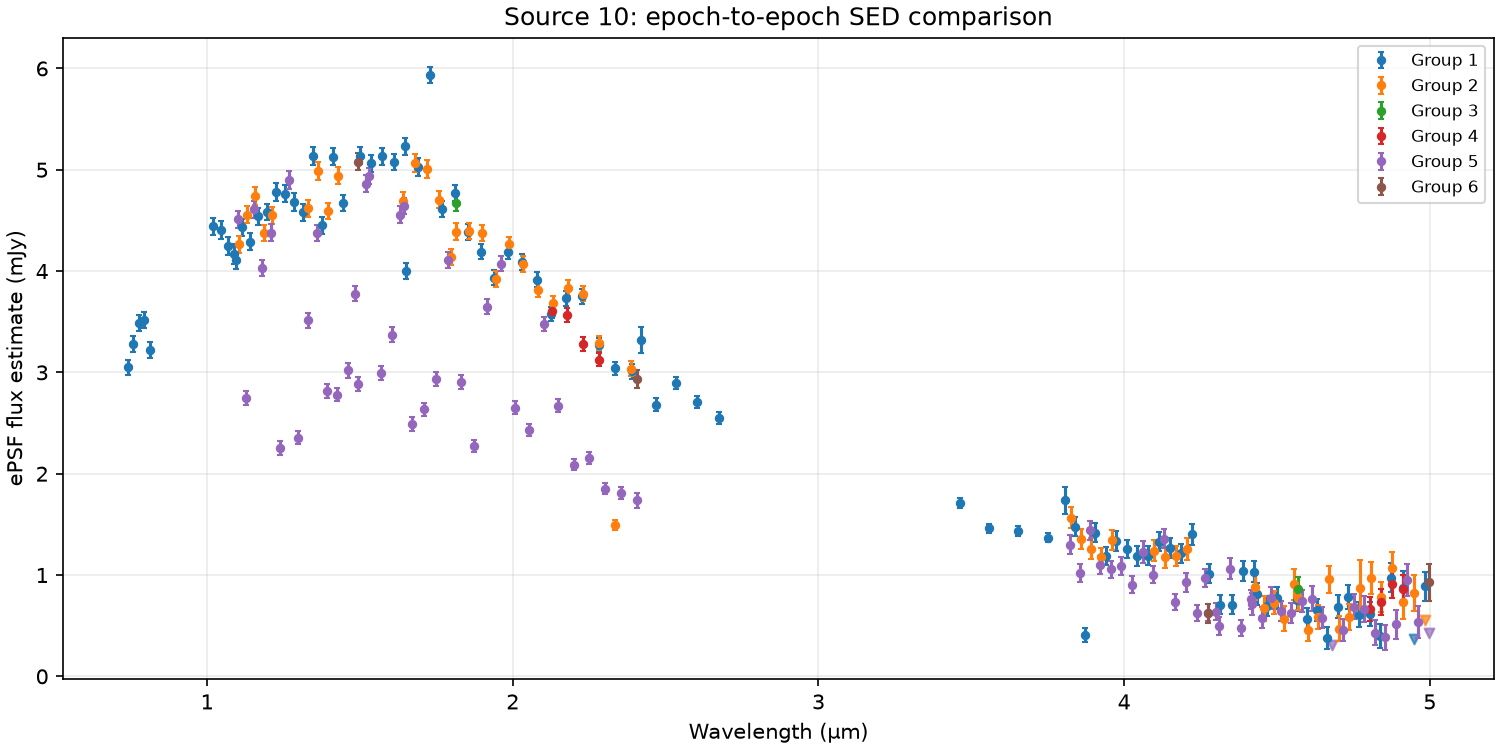 Source 10: epoch-to-epoch SED comparison
ePSF flux estimate (mJy)
6
5
4
3
2
1
0
Group 1
Group 2
Group 3
Group 4
Group 5
Group 6
1 2 3 4 5
Wavelength (μm)